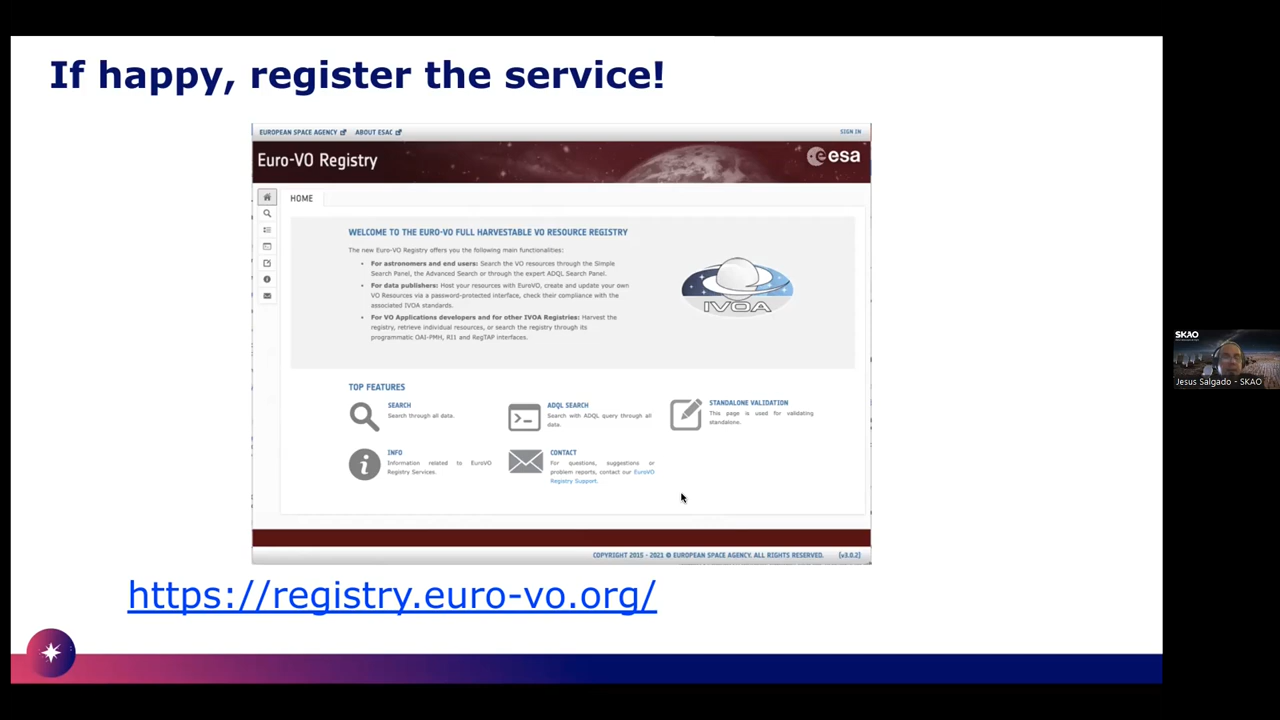 If happy, register the service!
EUROPEAN SPACE AGENCY ABOUT ESAC SIGN IN
Euro-VO Registry esa
HOME
WELCOME TO THE EURO-VO FULL HARVESTABLE VO RESOURCE REGISTRY
The new Euro-VO Registry offers you the following main functionalities:
• For astronomers and end users: Search the VO resources through the Simple
Search Panel, the Advanced Search or through the expert ADQL Search Panel.
• For data publishers: Host your resources with EuroVO, create and update your own
VO Resources via a password-protected interface, check their compliance with the
associated IVOA standards.
• For VO Applications developers and for other IVOA Registries: Harvest the
registry, retrieve individual resources, or search the registry through its
programmatic OAI-PMH, RI1 and RegTAP interfaces.
IVOA
TOP FEATURES
SEARCH
Search through all data.
ADQL SEARCH
Search with ADQL query through all
data.
STANDALONE VALIDATION
This page is used for validating
standalone.
INFO
Information related to EuroVO
Registry Services.
CONTACT
For questions, suggestions or
problem reports, contact our EuroVO
Registry Support.
COPYRIGHT 2015 - 2021 © EUROPEAN SPACE AGENCY. ALL RIGHTS RESERVED. (v3.0.2)
https://registry.euro-vo.org/
SKAO
Jesus Salgado - SKAO